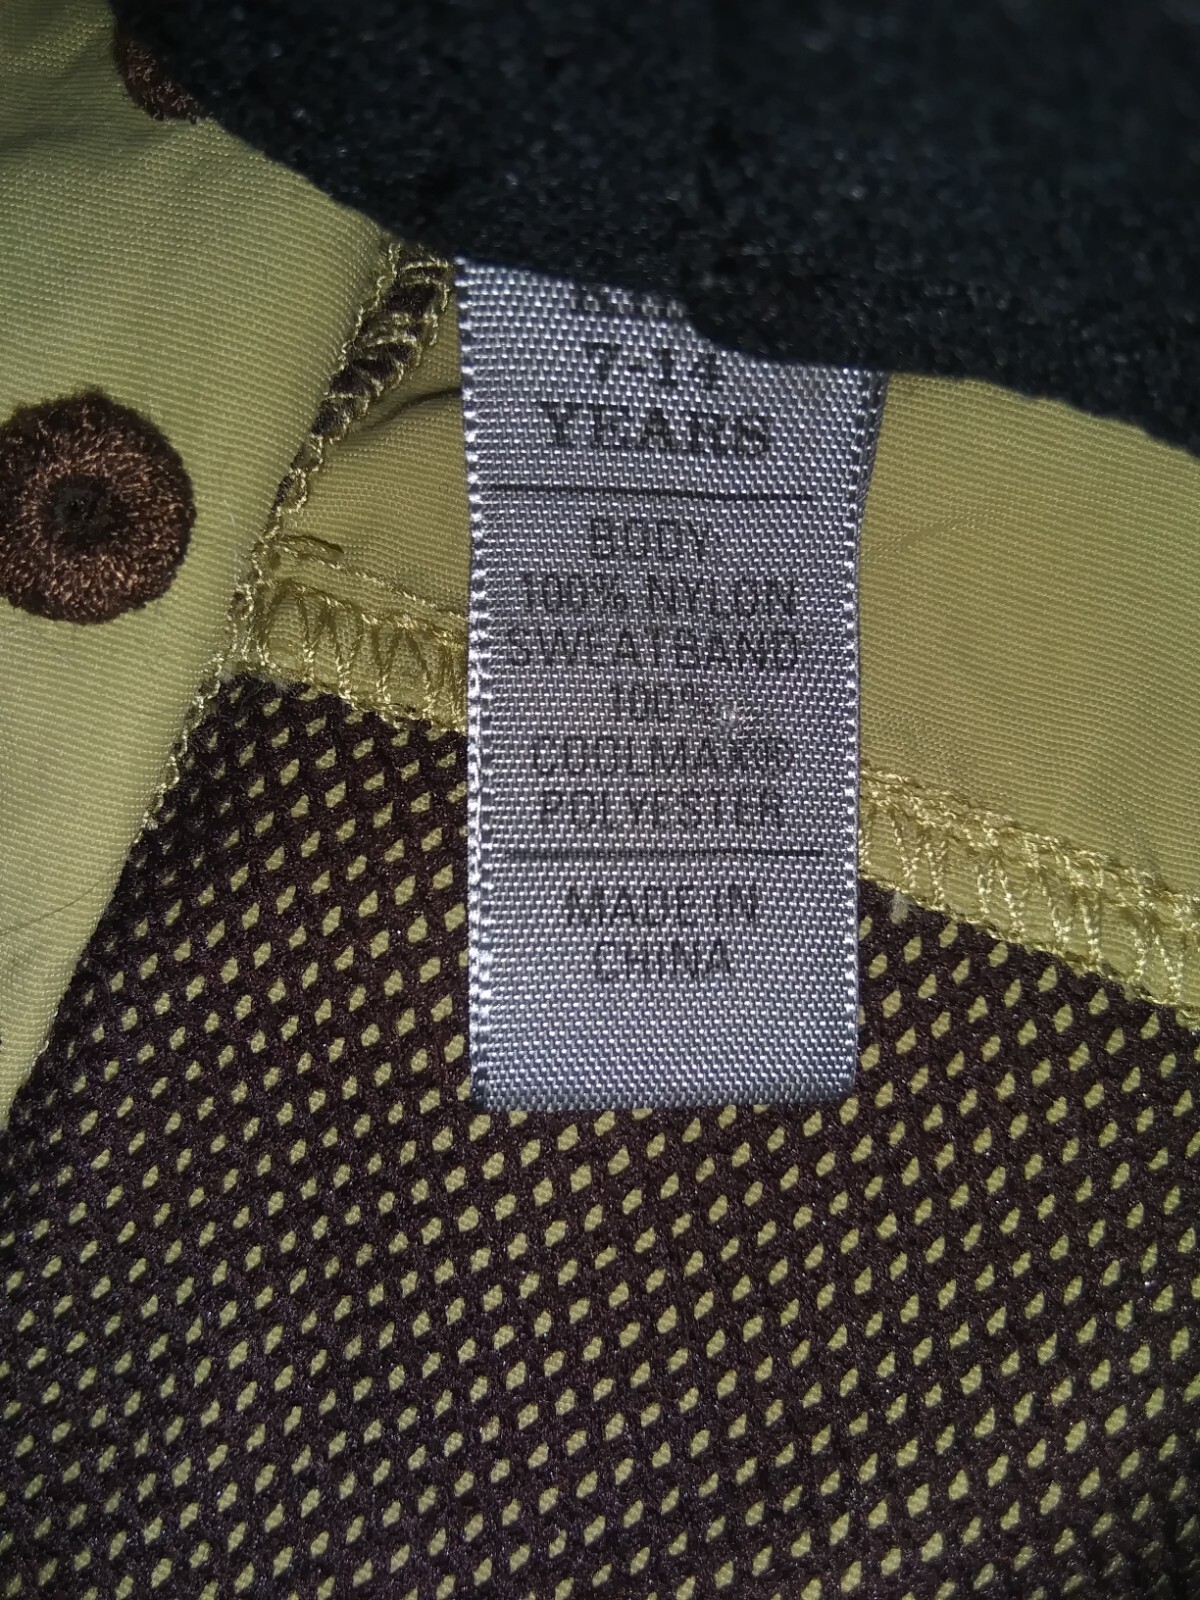 7-14
YEARS
BODY
100% NYLON
SWEATBAND
100%
COOLMAX®
POLYESTER
MADE IN
CHINA